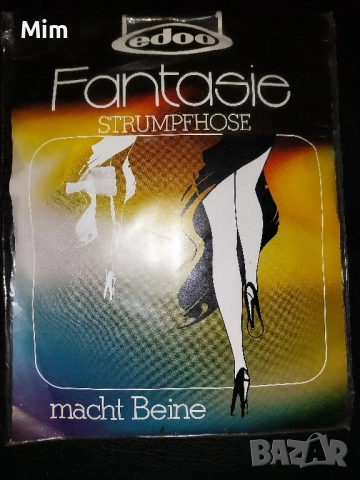 Mim
edoo
Fantasie
STRUMPFHOSE
macht Beine
BAZAR